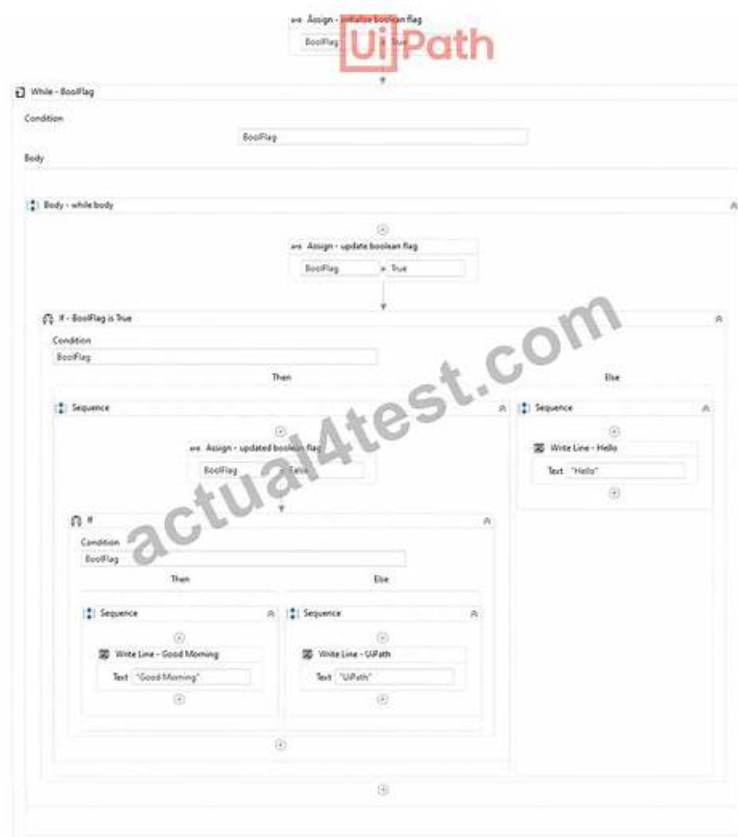 Assign - initialize boolean flag
BoolFlag = True
UiPath
While - BoolFlag
Condition
BoolFlag
Body
Body - while body
Assign - update boolean flag
BoolFlag = True
If - BoolFlag is True
Condition
BoolFlag
Then Else
Sequence Sequence
Assign - updated boolean flag Write Line - Hello
BoolFlag = False Text "Hello"
If
Condition
BoolFlag
Then Else
Sequence Sequence
Write Line - Good Morning Write Line - UiPath
Text "Good Morning" Text "UiPath"
actual4test.com